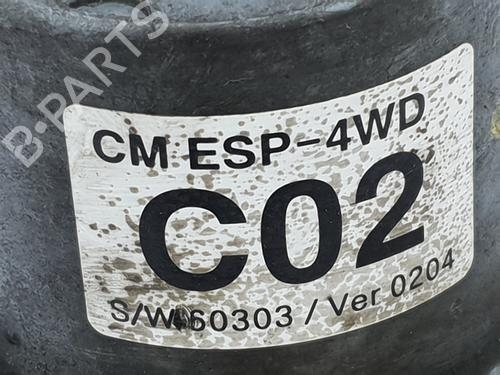 B-PARTS
CM ESP-4WD
C02
S/W 60303 / Ver 0204